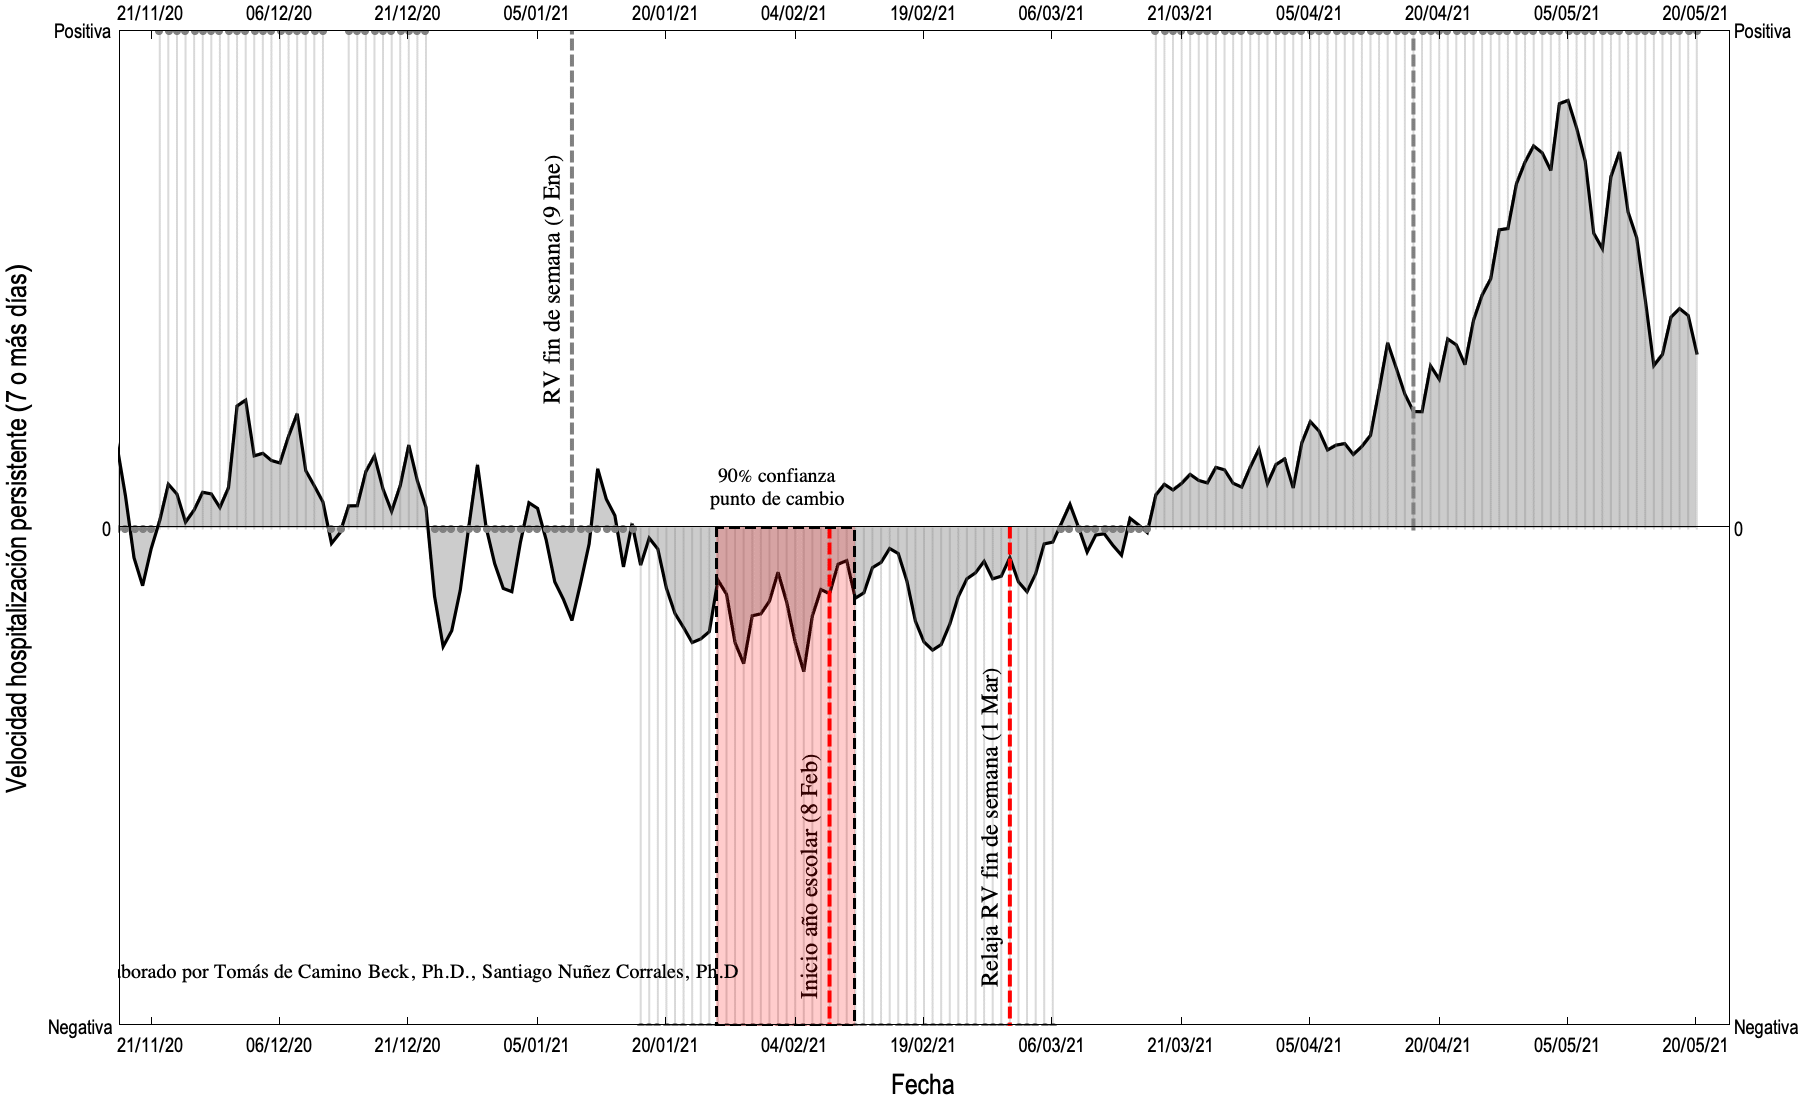 21/11/20 06/12/20 21/12/20 05/01/21 20/01/21 04/02/21 19/02/21 06/03/21 21/03/21 05/04/21 20/04/21 05/05/21 20/05/21
Positiva Positiva
Velocidad hospitalización persistente (7 o más días)
RV fin de semana (9 Ene)
90% confianza
punto de cambio
0 0
Inicio año escolar (8 Feb)
Relaja RV fin de semana (1 Mar)
borado por Tomás de Camino Beck, Ph.D., Santiago Nuñez Corrales, Ph.D
Negativa Negativa
21/11/20 06/12/20 21/12/20 05/01/21 20/01/21 04/02/21 19/02/21 06/03/21 21/03/21 05/04/21 20/04/21 05/05/21 20/05/21
Fecha